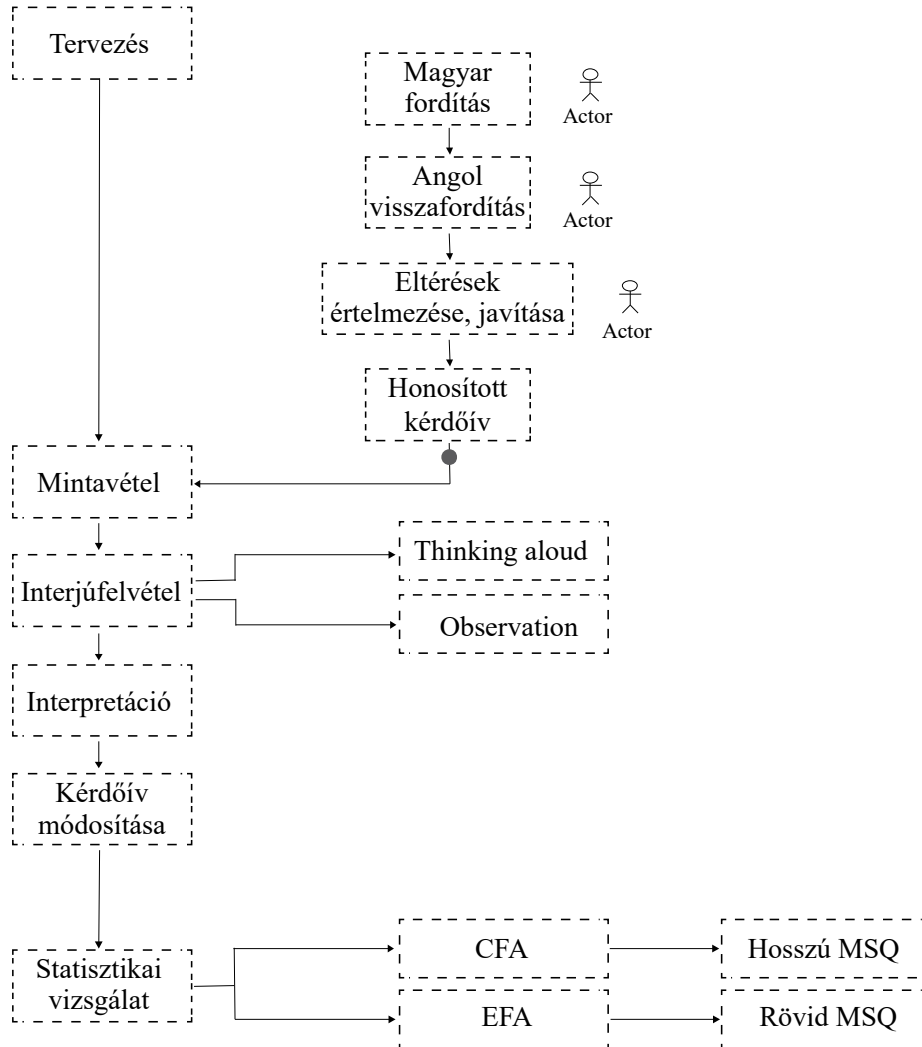 Tervezés
Magyar
fordítás
Actor
Angol
visszafordítás
Actor
Eltérések
értelmezése, javítása
Actor
Honosított
kérdőív
Mintavétel
Interjúfelvétel
Thinking aloud
Observation
Interpretáció
Kérdőív
módosítása
Statisztikai
vizsgálat
CFA
Hosszú MSQ
EFA
Rövid MSQ